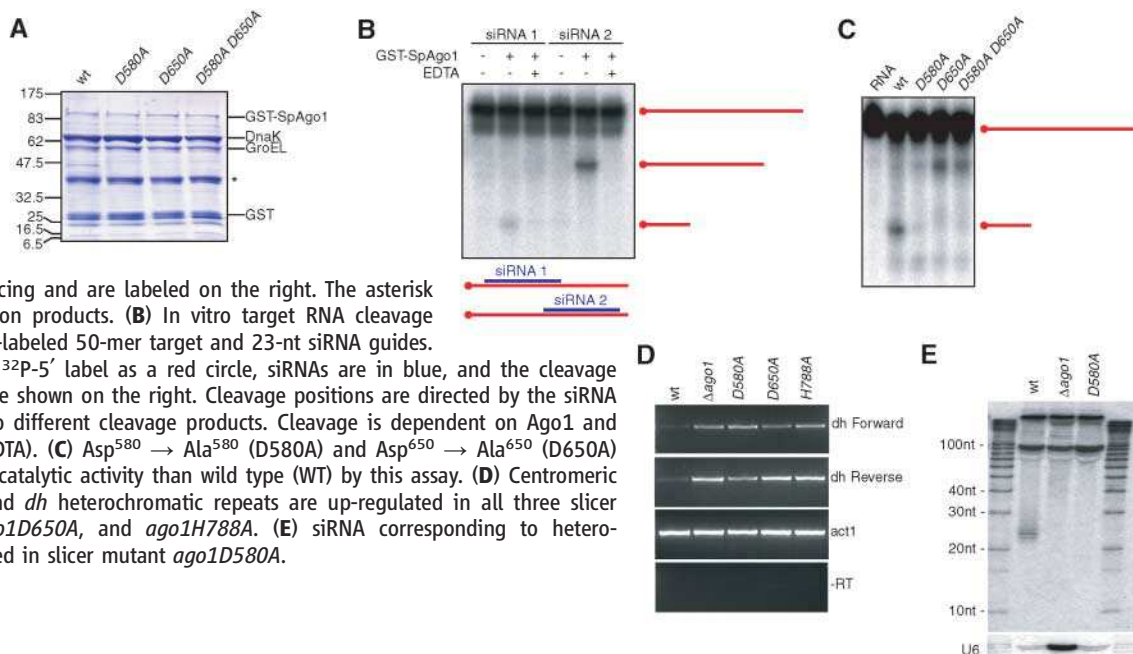 A
wt
D580A
D650A
D580A D650A
175
83
62
47.5
32.5
25
16.5
6.5
GST-SpAgo1
DnaK
GroEL
*
GST
B
siRNA 1 siRNA 2
GST-SpAgo1 - + + - + +
EDTA - - + - - +
siRNA 1
siRNA 2
C
RNA
wt
D580A
D650A
D580A D650A
cing and are labeled on the right. The asterisk
on products. (B) In vitro target RNA cleavage
-labeled 50-mer target and 23-nt siRNA guides.
32P-5′ label as a red circle, siRNAs are in blue, and the cleavage
e shown on the right. Cleavage positions are directed by the siRNA
o different cleavage products. Cleavage is dependent on Ago1 and
DTA). (C) Asp580 → Ala580 (D580A) and Asp650 → Ala650 (D650A)
catalytic activity than wild type (WT) by this assay. (D) Centromeric
nd dh heterochromatic repeats are up-regulated in all three slicer
o1D650A, and ago1H788A. (E) siRNA corresponding to hetero-
ed in slicer mutant ago1D580A.
D
wt
Δago1
D580A
D650A
H788A
dh Forward
dh Reverse
act1
-RT
E
wt
Δago1
D580A
100nt -
40nt -
30nt -
20nt -
10nt -
U6